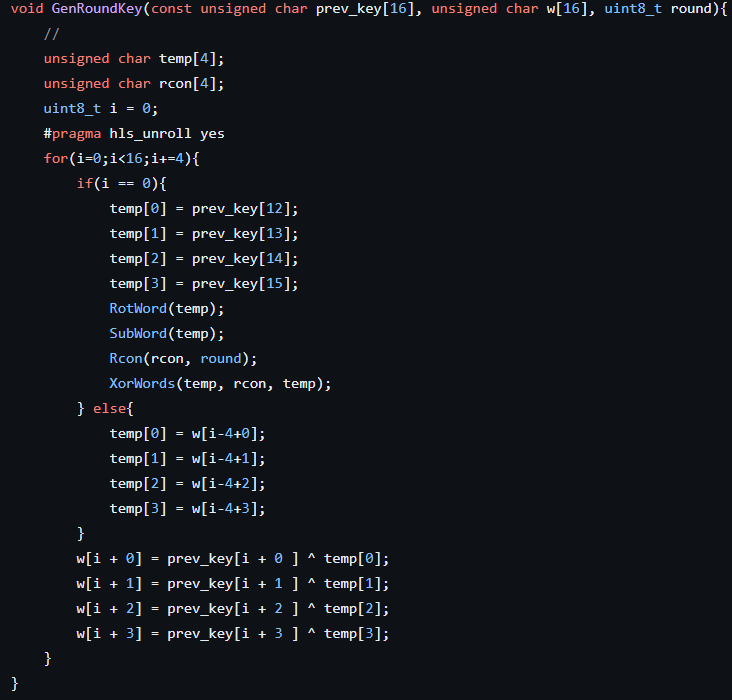 void GenRoundKey(const unsigned char prev_key[16], unsigned char w[16], uint8_t round){
    //
    unsigned char temp[4];
    unsigned char rcon[4];
    uint8_t i = 0;
    #pragma hls_unroll yes
    for(i=0;i<16;i+=4){
        if(i == 0){
            temp[0] = prev_key[12];
            temp[1] = prev_key[13];
            temp[2] = prev_key[14];
            temp[3] = prev_key[15];
            RotWord(temp);
            SubWord(temp);
            Rcon(rcon, round);
            XorWords(temp, rcon, temp);
        } else{
            temp[0] = w[i-4+0];
            temp[1] = w[i-4+1];
            temp[2] = w[i-4+2];
            temp[3] = w[i-4+3];
        }
        w[i + 0] = prev_key[i + 0 ] ^ temp[0];
        w[i + 1] = prev_key[i + 1 ] ^ temp[1];
        w[i + 2] = prev_key[i + 2 ] ^ temp[2];
        w[i + 3] = prev_key[i + 3 ] ^ temp[3];
    }
}